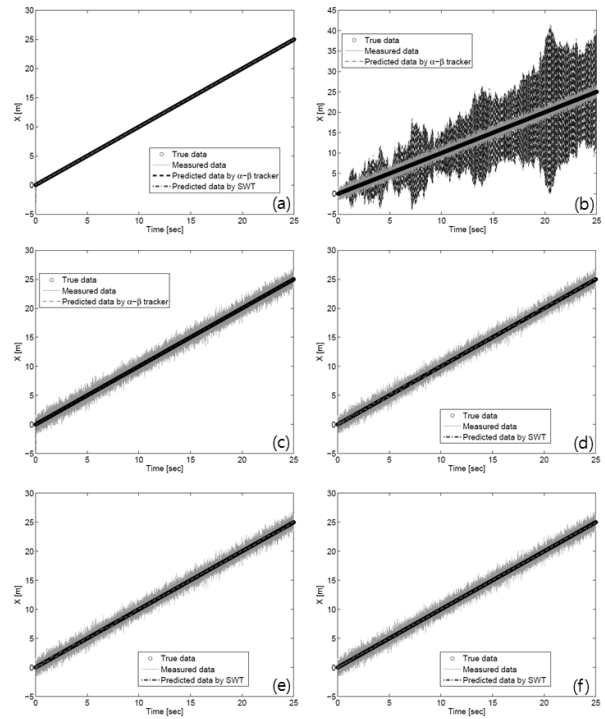 30
25
20
15
10
5
0
−5
X [m]
True data
Measured data
Predicted data by α−β tracker
Predicted data by SWT
(a)
0 5 10 15 20 25
Time [sec]
45
40
35
30
25
20
15
10
5
0
−5
X [m]
True data
Measured data
Predicted data by α−β tracker
(b)
0 5 10 15 20 25
Time [sec]
30
25
20
15
10
5
0
−5
X [m]
True data
Measured data
Predicted data by α−β tracker
(c)
0 5 10 15 20 25
Time [sec]
30
25
20
15
10
5
0
−5
X [m]
True data
Measured data
Predicted data by SWT
(d)
0 5 10 15 20 25
Time [sec]
30
25
20
15
10
5
0
−5
X [m]
True data
Measured data
Predicted data by SWT
(e)
0 5 10 15 20 25
Time [sec]
30
25
20
15
10
5
0
−5
X [m]
True data
Measured data
Predicted data by SWT
(f)
0 5 10 15 20 25
Time [sec]